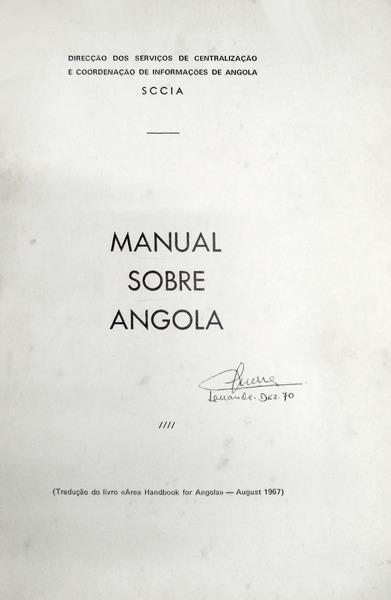 DIRECÇÃO DOS SERVIÇOS DE CENTRALIZAÇÃO
E COORDENAÇÃO DE INFORMAÇÕES DE ANGOLA
SCCIA
MANUAL
SOBRE
ANGOLA
Dez. 70
////
(Tradução do livro «Area Handbook for Angola» — August 1967)